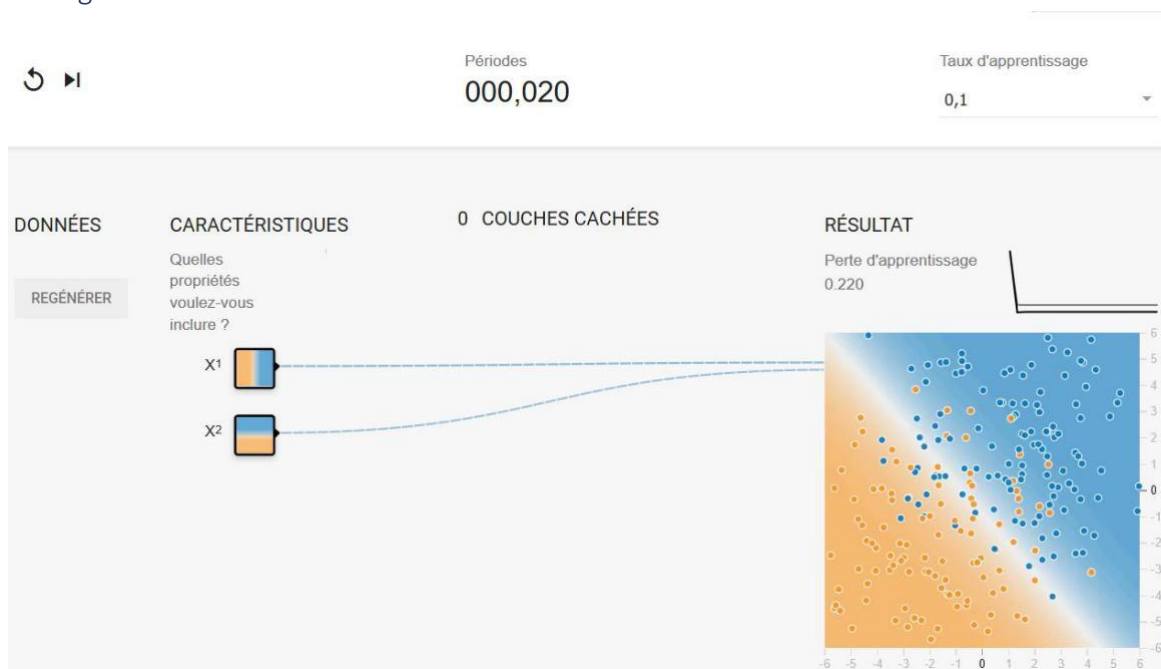 Périodes
000,020
Taux d'apprentissage
0,1
DONNÉES
REGÉNÉRER
CARACTÉRISTIQUES
Quelles
propriétés
voulez-vous
inclure ?
X1
X2
0 COUCHES CACHÉES
RÉSULTAT
Perte d'apprentissage
0.220
6
5
4
3
2
1
0
-1
-2
-3
-4
-5
-6
-6 -5 -4 -3 -2 -1 0 1 2 3 4 5 6